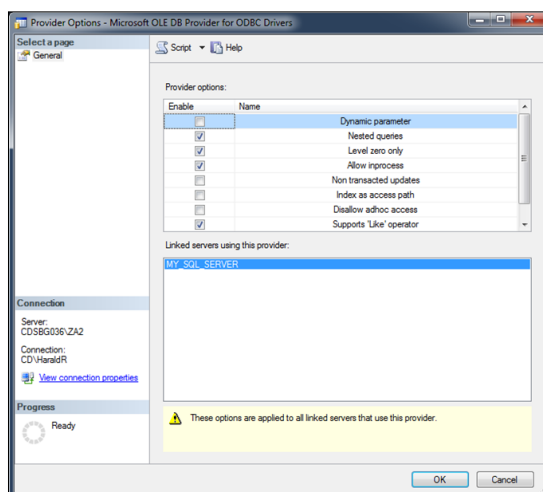 Provider Options - Microsoft OLE DB Provider for ODBC Drivers
Select a page
General
Script
Help
Provider options:
Enable Name
Dynamic parameter
Nested queries
Level zero only
Allow inprocess
Non transacted updates
Index as access path
Disallow adhoc access
Supports 'Like' operator
Linked servers using this provider:
MY_SQL_SERVER
Connection
Server:
CDSBG036\ZA2
Connection:
CD\HaraldR
View connection properties
Progress
Ready
These options are applied to all linked servers that use this provider.
OK
Cancel